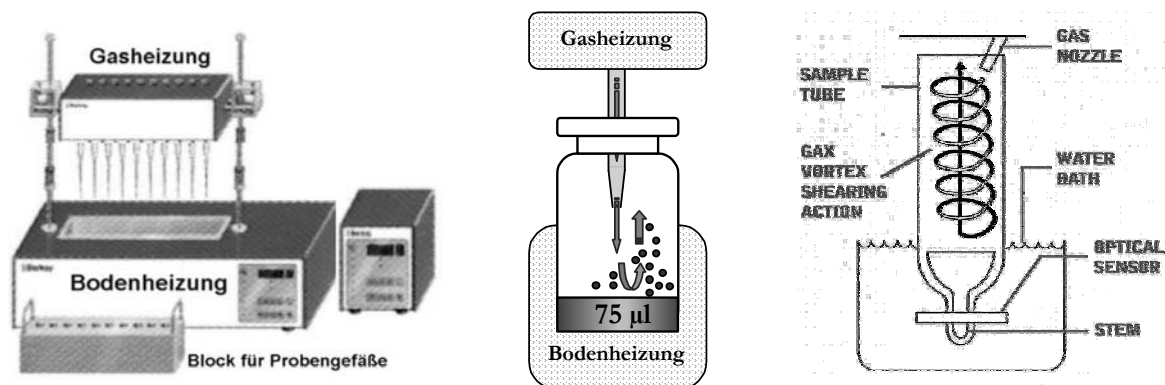 Gasheizung
Bodenheizung
Block für Probengefäße
Gasheizung
75 µl
Bodenheizung
GAS
NOZZLE
SAMPLE
TUBE
GAX
VORTEX
SHEARING
ACTION
WATER
BATH
OPTICAL
SENSOR
STEM